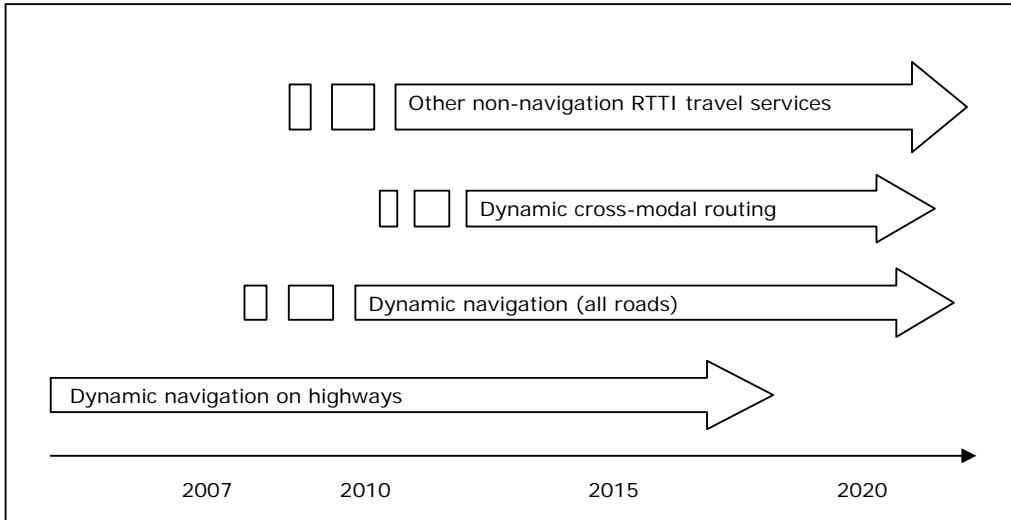 Other non-navigation RTTI travel services
Dynamic cross-modal routing
Dynamic navigation (all roads)
Dynamic navigation on highways
2007 2010 2015 2020